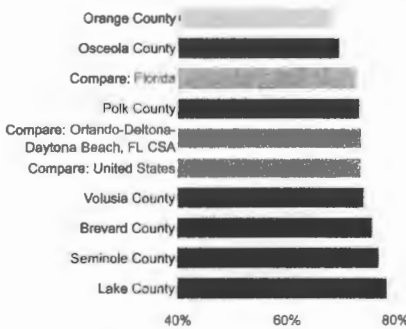 Orange County
Osceola County
Compare: Florida
Polk County
Compare: Orlando-Deltona-
Daytona Beach, FL CSA
Compare: United States
Volusia County
Brevard County
Seminole County
Lake County
40% 60% 80%